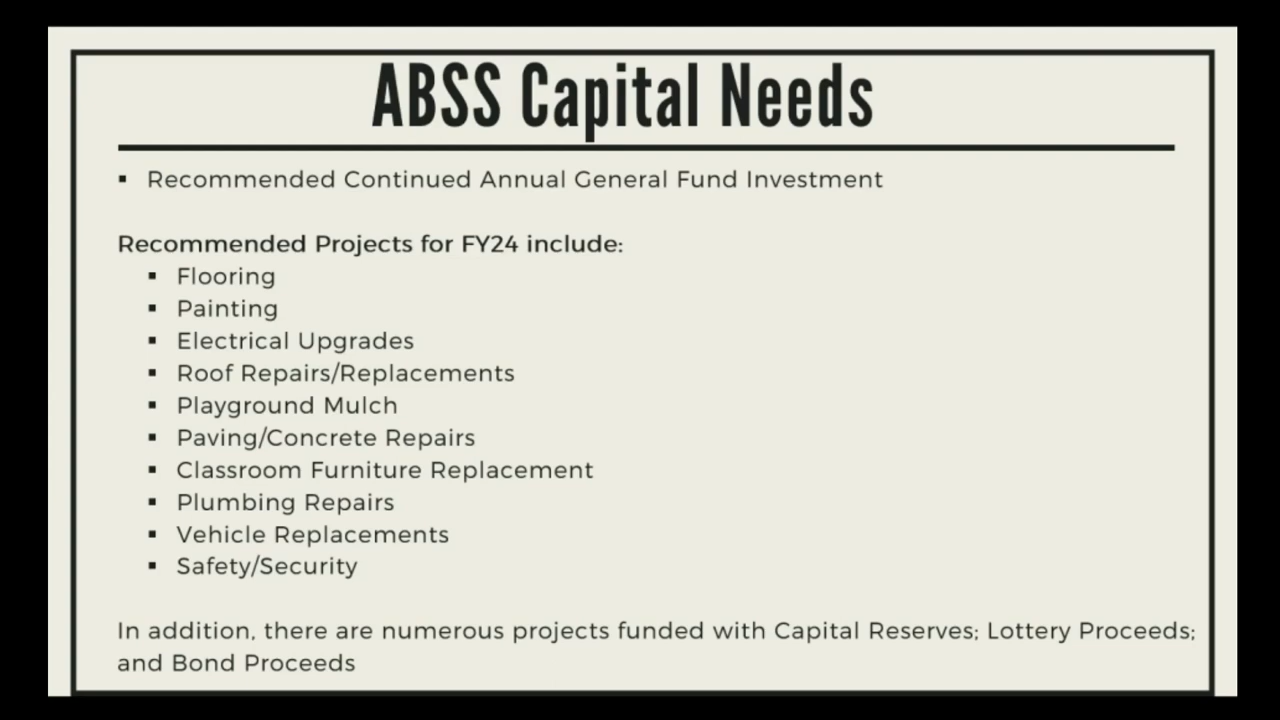 ABSS Capital Needs
▪ Recommended Continued Annual General Fund Investment
Recommended Projects for FY24 include:
▪ Flooring
▪ Painting
▪ Electrical Upgrades
▪ Roof Repairs/Replacements
▪ Playground Mulch
▪ Paving/Concrete Repairs
▪ Classroom Furniture Replacement
▪ Plumbing Repairs
▪ Vehicle Replacements
▪ Safety/Security
In addition, there are numerous projects funded with Capital Reserves; Lottery Proceeds;
and Bond Proceeds